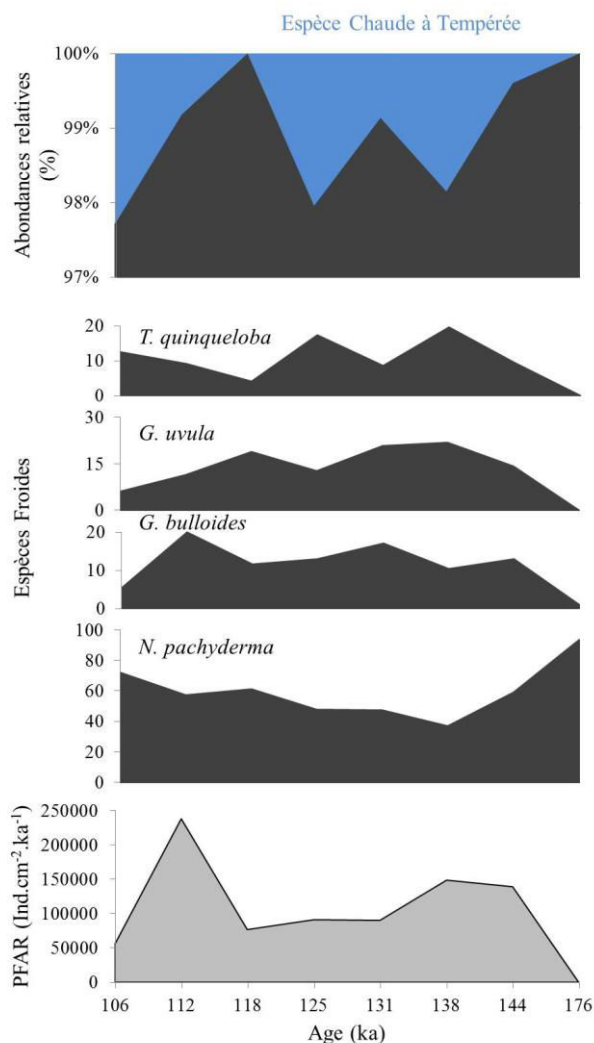 Espèce Chaude à Tempérée
Abondances relatives
(%)
100%
99%
98%
97%
Espèces Froides
T. quinqueloba
20
10
0
G. uvula
30
15
0
G. bulloides
20
10
0
N. pachyderma
100
80
60
40
20
0
PFAR (Ind.cm⁻².ka⁻¹)
250000
200000
150000
100000
50000
0
106 112 118 125 131 138 144 176
Age (ka)